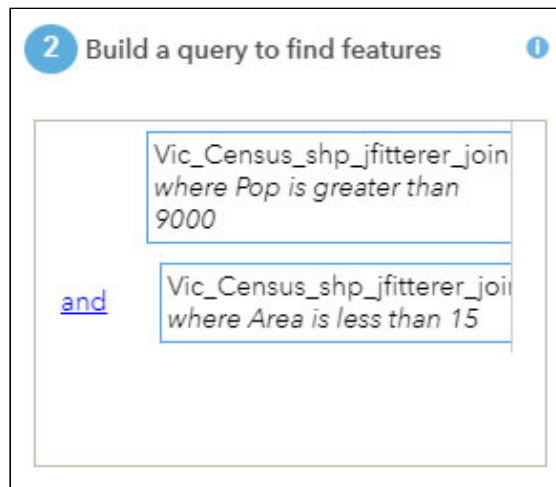 2 Build a query to find features i
Vic_Census_shp_jfitterer_join
where Pop is greater than
9000
and
Vic_Census_shp_jfitterer_joi
where Area is less than 15